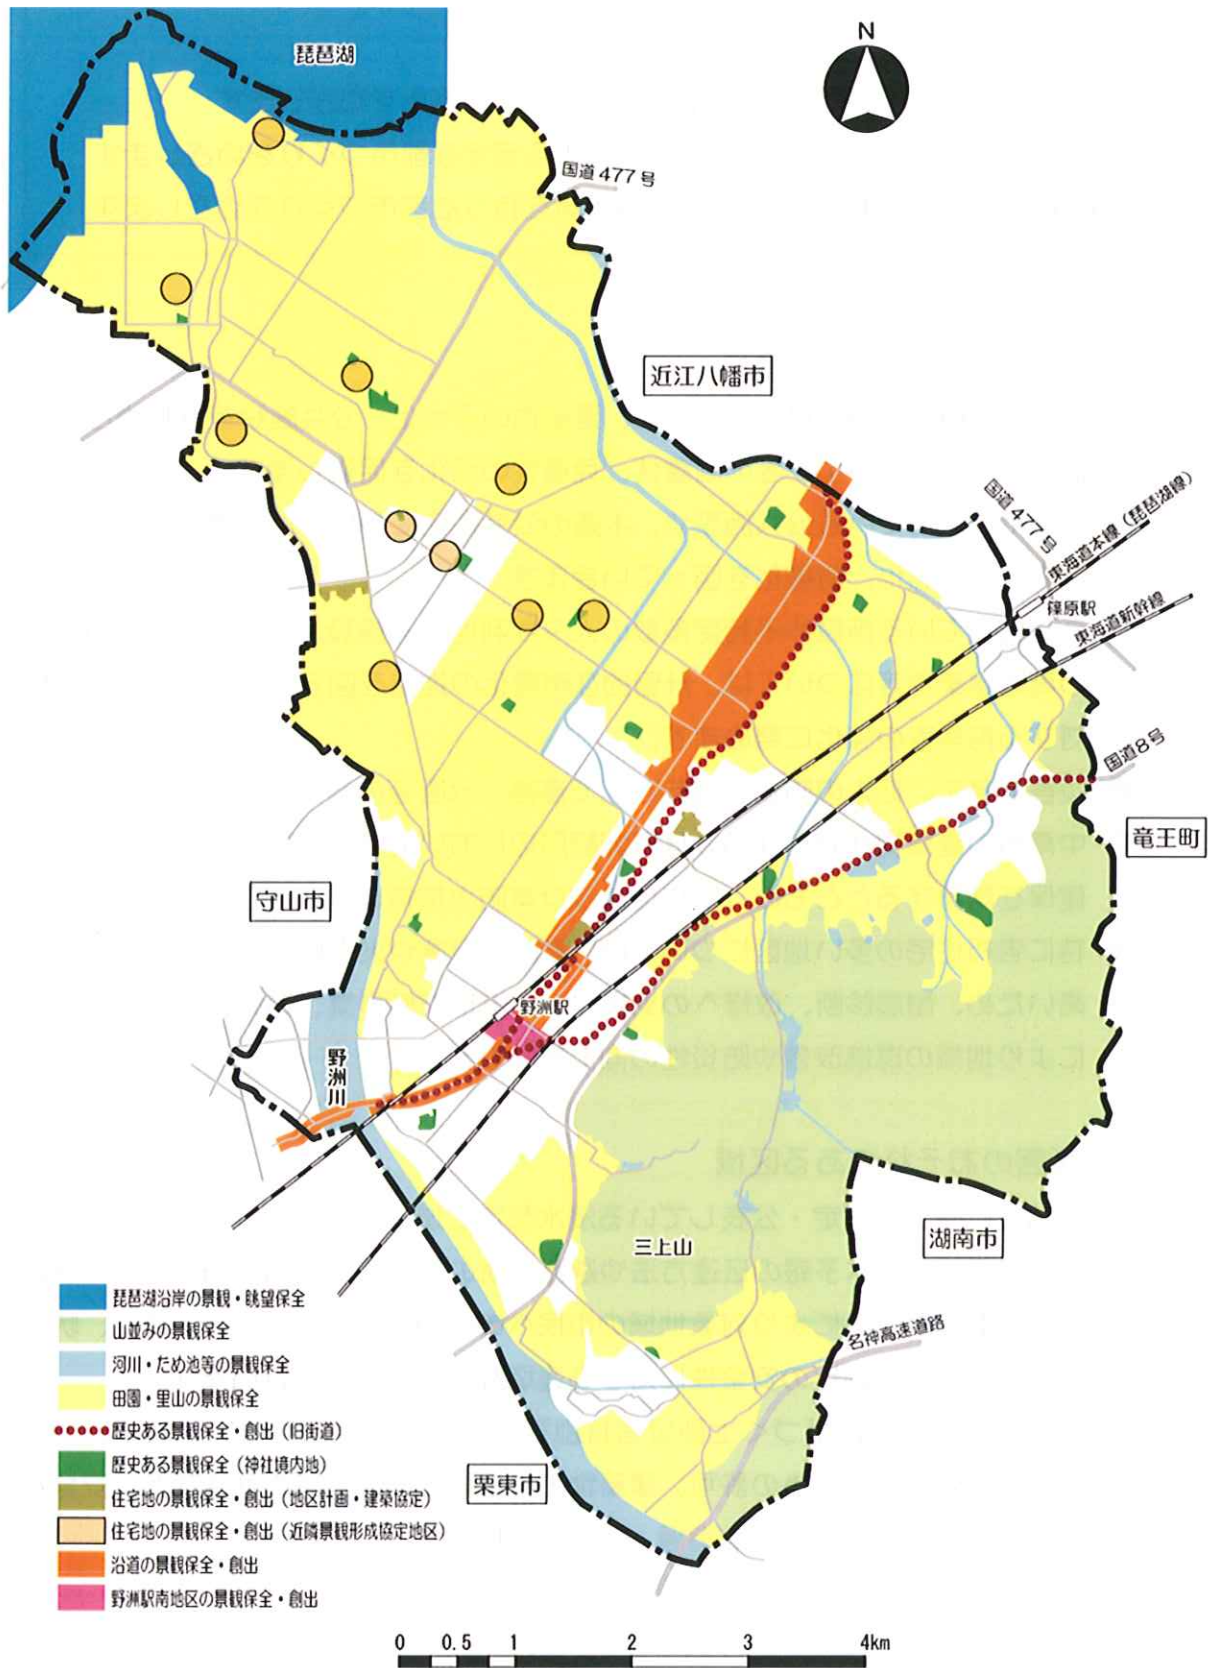 琵琶湖
N
国道477号
近江八幡市
国道477号
東海道本線（琵琶湖線）
篠原駅
東海道新幹線
国道8号
竜王町
守山市
野洲駅
野洲川
湖南市
三上山
名神高速道路
栗東市
琵琶湖沿岸の景観・眺望保全
山並みの景観保全
河川・ため池等の景観保全
田園・里山の景観保全
歴史ある景観保全・創出（旧街道）
歴史ある景観保全（神社境内地）
住宅地の景観保全・創出（地区計画・建築協定）
住宅地の景観保全・創出（近隣景観形成協定地区）
沿道の景観保全・創出
野洲駅南地区の景観保全・創出
0 0.5 1 2 3 4km